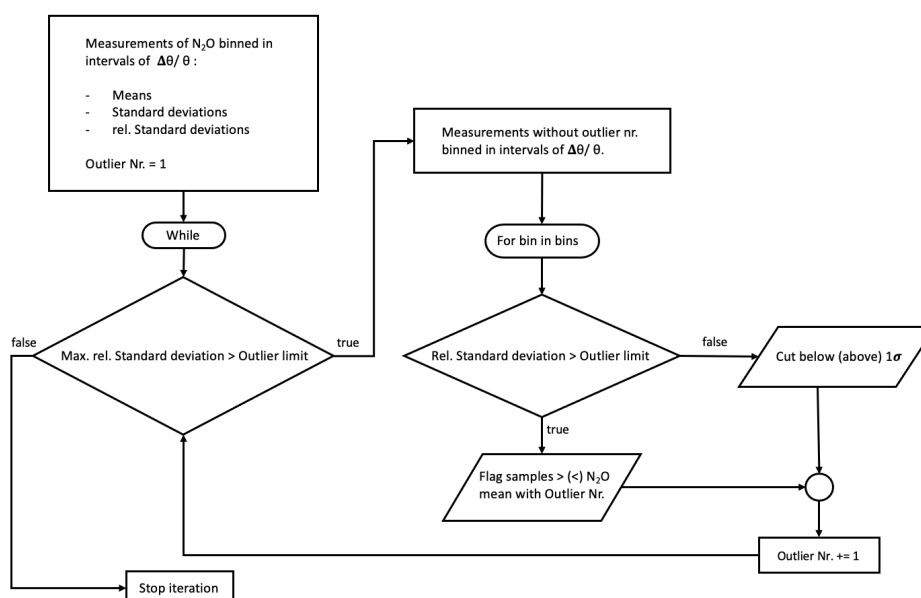 Measurements of N₂O binned in
intervals of Δθ/ θ :
- Means
- Standard deviations
- rel. Standard deviations
Outlier Nr. = 1
While
false
Max. rel. Standard deviation > Outlier limit
true
Measurements without outlier nr.
binned in intervals of Δθ/ θ.
For bin in bins
Rel. Standard deviation > Outlier limit
false
Cut below (above) 1σ
true
Flag samples > (<) N₂O
mean with Outlier Nr.
Outlier Nr. += 1
Stop iteration